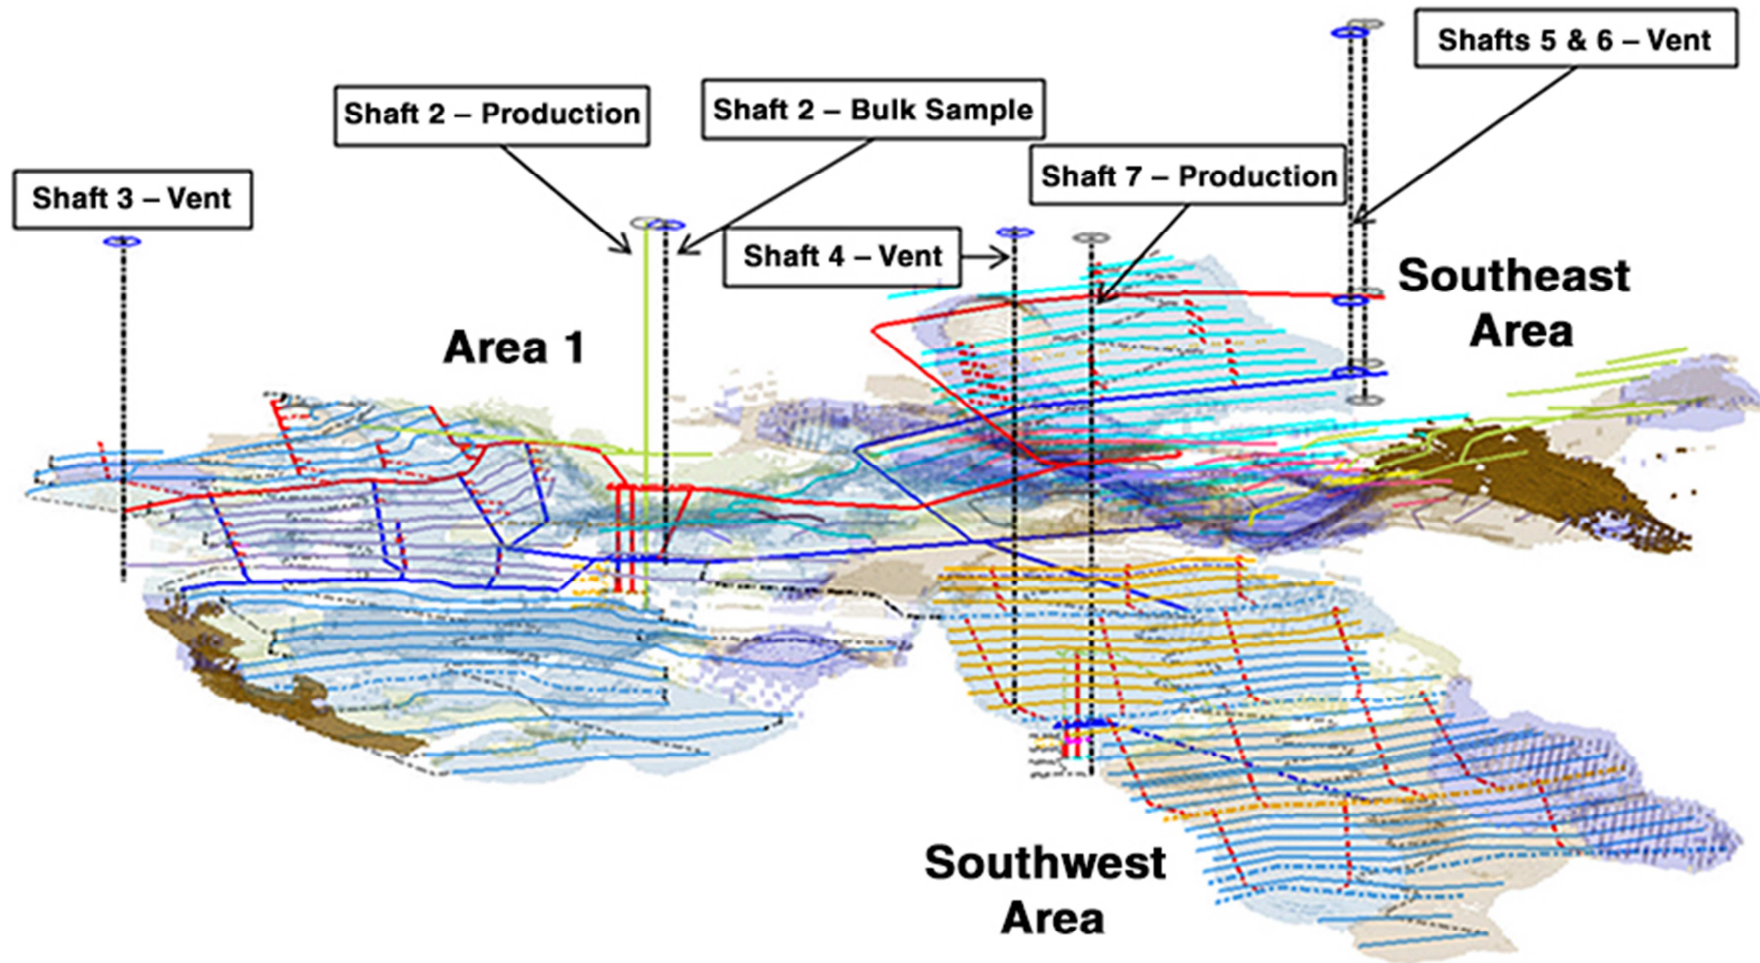 Shafts 5 & 6 – Vent
Shaft 2 – Production
Shaft 2 – Bulk Sample
Shaft 7 – Production
Shaft 3 – Vent
Shaft 4 – Vent
Southeast
Area
Area 1
Southwest
Area